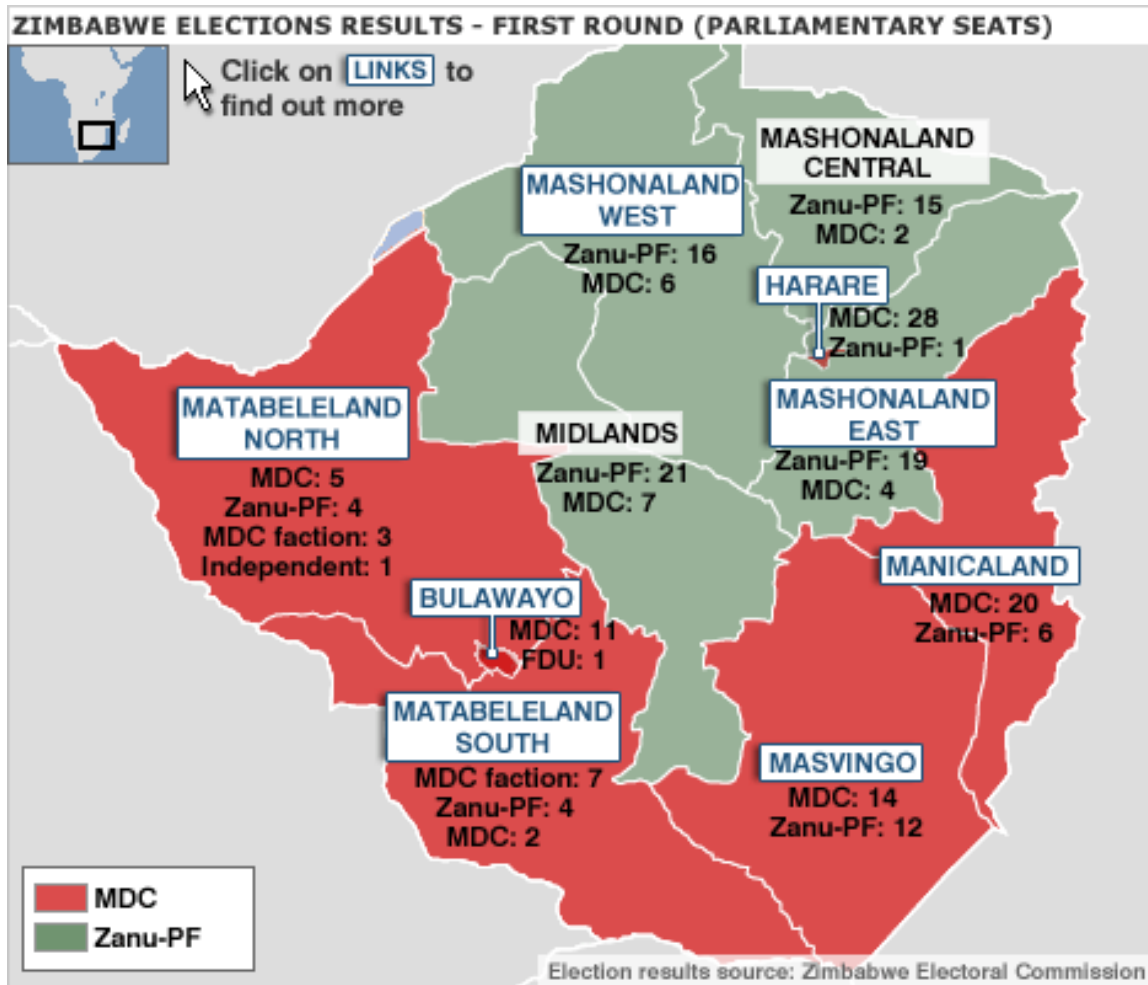 ZIMBABWE ELECTIONS RESULTS - FIRST ROUND (PARLIAMENTARY SEATS)
Click on LINKS to
find out more
MASHONALAND
CENTRAL
Zanu-PF: 15
MDC: 2
MASHONALAND
WEST
Zanu-PF: 16
MDC: 6
HARARE
MDC: 28
Zanu-PF: 1
MASHONALAND
EAST
Zanu-PF: 19
MDC: 4
MATABELELAND
NORTH
MDC: 5
Zanu-PF: 4
MDC faction: 3
Independent: 1
MIDLANDS
Zanu-PF: 21
MDC: 7
MANICALAND
MDC: 20
Zanu-PF: 6
BULAWAYO
MDC: 11
FDU: 1
MATABELELAND
SOUTH
MDC faction: 7
Zanu-PF: 4
MDC: 2
MASVINGO
MDC: 14
Zanu-PF: 12
MDC
Zanu-PF
Election results source: Zimbabwe Electoral Commission